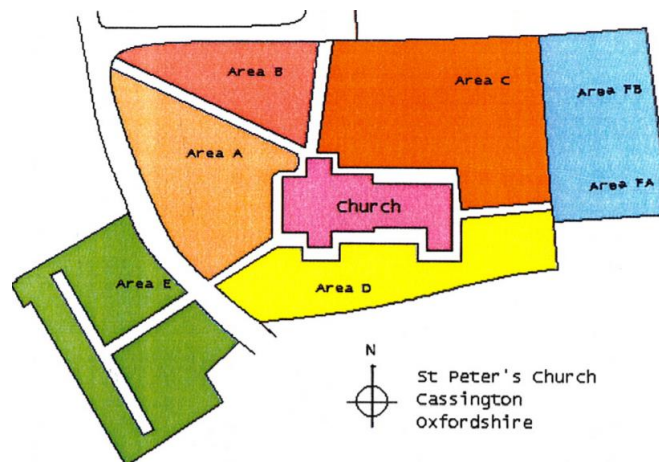 Area B
Area C
Area FB
Area A
Area FA
Church
Area E
Area D
N
St Peter's Church
Cassington
Oxfordshire